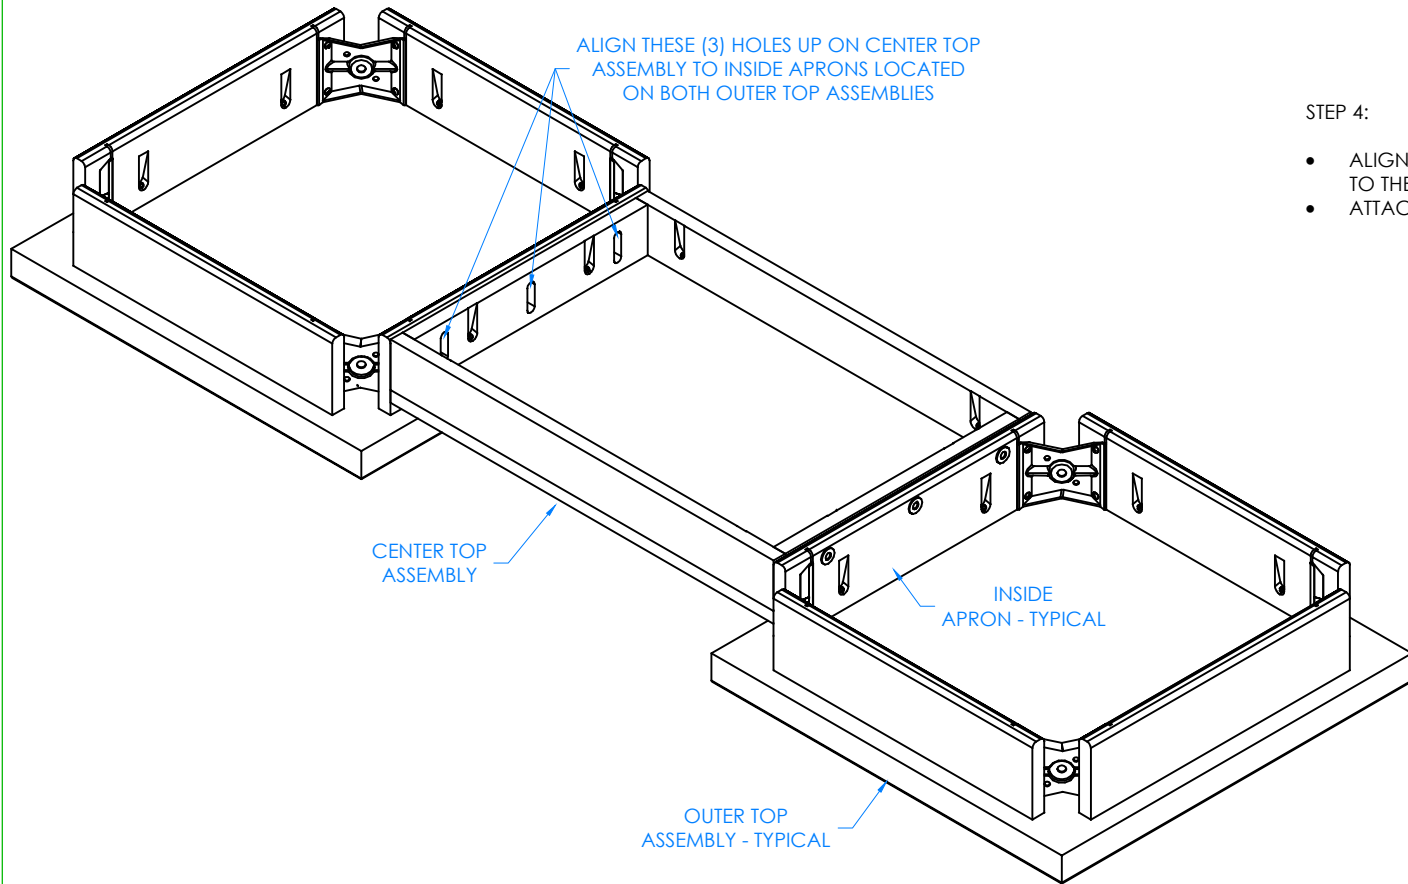 ALIGN THESE (3) HOLES UP ON CENTER TOP
ASSEMBLY TO INSIDE APRONS LOCATED
ON BOTH OUTER TOP ASSEMBLIES
STEP 4:
• ALIGN
TO THE
• ATTAC
CENTER TOP
ASSEMBLY
INSIDE
APRON - TYPICAL
OUTER TOP
ASSEMBLY - TYPICAL